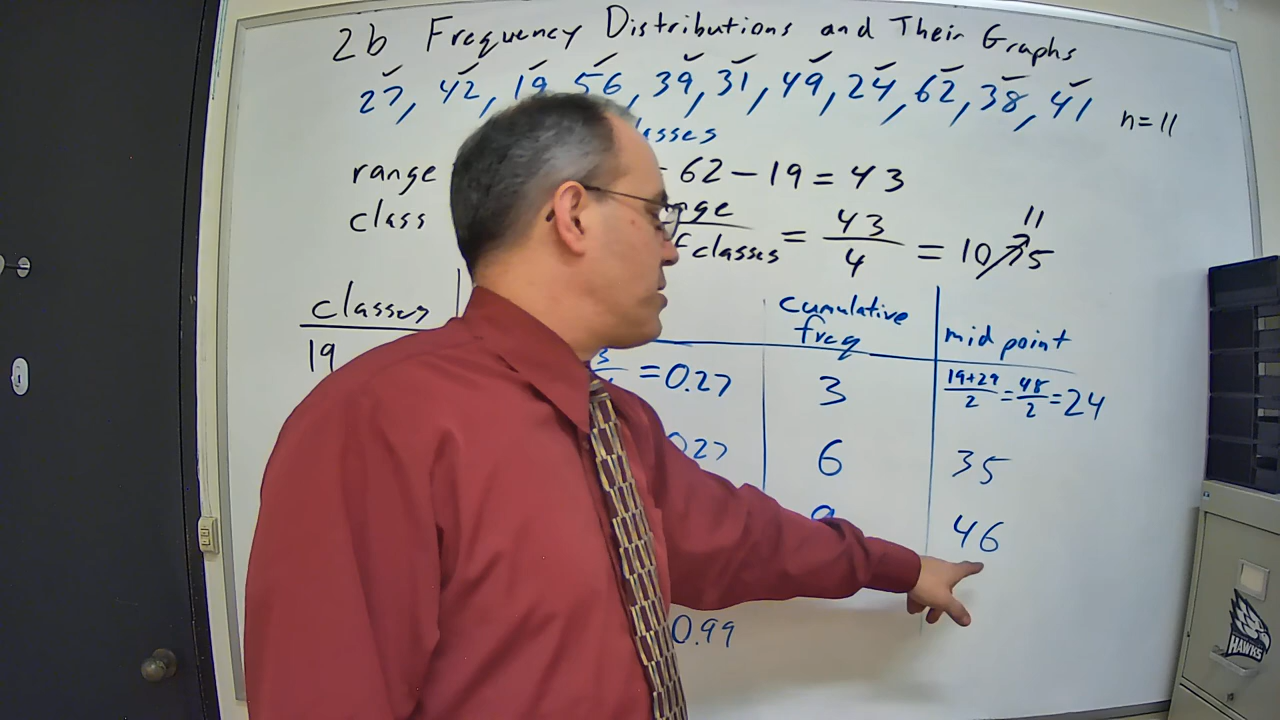 2b Frequency Distributions and Their Graphs
27, 42, 19, 56, 39, 31, 49, 24, 62, 38, 41 n=11
range - 62 - 19 = 43
class classes = 43/4 = 10.75 11
classes cumulative freq mid point
19 = 0.27 3 19+29/2 = 48/2 = 24
6 35
46
0.99
HAWKS